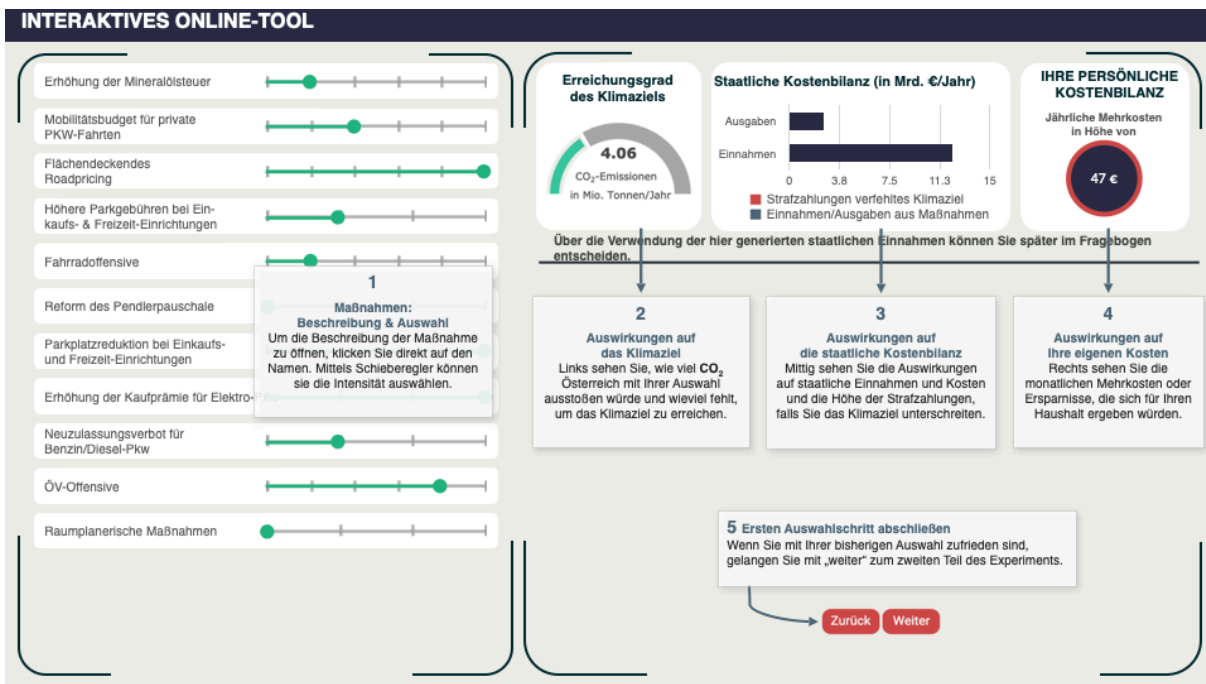 INTERAKTIVES ONLINE-TOOL
Erhöhung der Mineralölsteuer
Mobilitätsbudget für private
PKW-Fahrten
Flächendeckendes
Roadpricing
Höhere Parkgebühren bei Ein-
kaufs- & Freizeit-Einrichtungen
Fahrradoffensive
Reform des Pendlerpauschale
Parkplatzreduktion bei Einkaufs-
und Freizeit-Einrichtungen
Erhöhung der Kaufprämie für Elektro-
Neuzulassungsverbot für
Benzin/Diesel-Pkw
ÖV-Offensive
Raumplanerische Maßnahmen
1
Maßnahmen:
Beschreibung & Auswahl
Um die Beschreibung der Maßnahme
zu öffnen, klicken Sie direkt auf den
Namen. Mittels Schieberegler können
sie die Intensität auswählen.
Erreichungsgrad
des Klimaziels
4.06
CO₂-Emissionen
in Mio. Tonnen/Jahr
Staatliche Kostenbilanz (in Mrd. €/Jahr)
Ausgaben
Einnahmen
0 3.8 7.5 11.3 15
Strafzahlungen verfehltes Klimaziel
Einnahmen/Ausgaben aus Maßnahmen
IHRE PERSÖNLICHE
KOSTENBILANZ
Jährliche Mehrkosten
in Höhe von
47 €
Über die Verwendung der hier generierten staatlichen Einnahmen können Sie später im Fragebogen
entscheiden.
2
Auswirkungen auf
das Klimaziel
Links sehen Sie, wie viel CO₂
Österreich mit Ihrer Auswahl
ausstoßen würde und wieviel fehlt,
um das Klimaziel zu erreichen.
3
Auswirkungen auf
die staatliche Kostenbilanz
Mittig sehen Sie die Auswirkungen
auf staatliche Einnahmen und Kosten
und die Höhe der Strafzahlungen,
falls Sie das Klimaziel unterschreiten.
4
Auswirkungen auf
Ihre eigenen Kosten
Rechts sehen Sie die
monatlichen Mehrkosten oder
Ersparnisse, die sich für Ihren
Haushalt ergeben würden.
5 Ersten Auswahlschritt abschließen
Wenn Sie mit Ihrer bisherigen Auswahl zufrieden sind,
gelangen Sie mit „weiter" zum zweiten Teil des Experiments.
Zurück Weiter